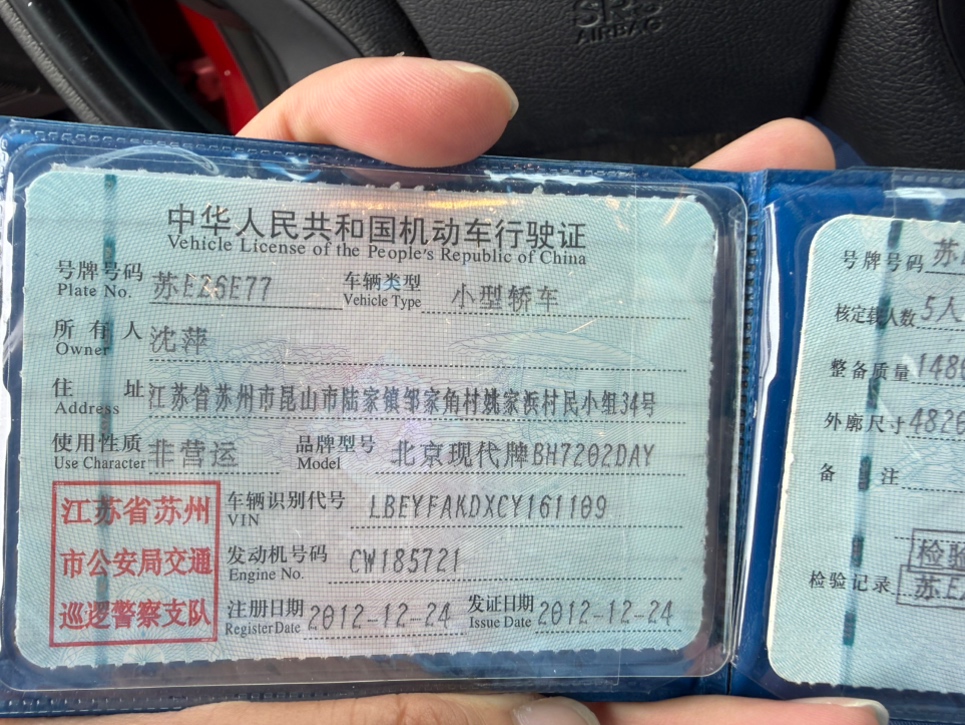 SRS
AIRBAG
中华人民共和国机动车行驶证
Vehicle License of the People's Republic of China
号牌号码 苏E26E77 车辆类型 小型轿车
Plate No. Vehicle Type
所有人 沈萍
Owner
住址 江苏省苏州市昆山市陆家镇邹家角村姚家浜村民小组34号
Address
使用性质 非营运 品牌型号 北京现代牌BH7202DAY
Use Character Model
江苏省苏州
市公安局交通
巡逻警察支队
车辆识别代号 LBEYFAKDXCY161109
VIN
发动机号码 CW185721
Engine No.
注册日期 2012-12-24 发证日期 2012-12-24
Register Date Issue Date
号牌号码 苏
核定载人数 5人
整备质量 148
外廓尺寸 4826
备注
检验
检验记录 苏E